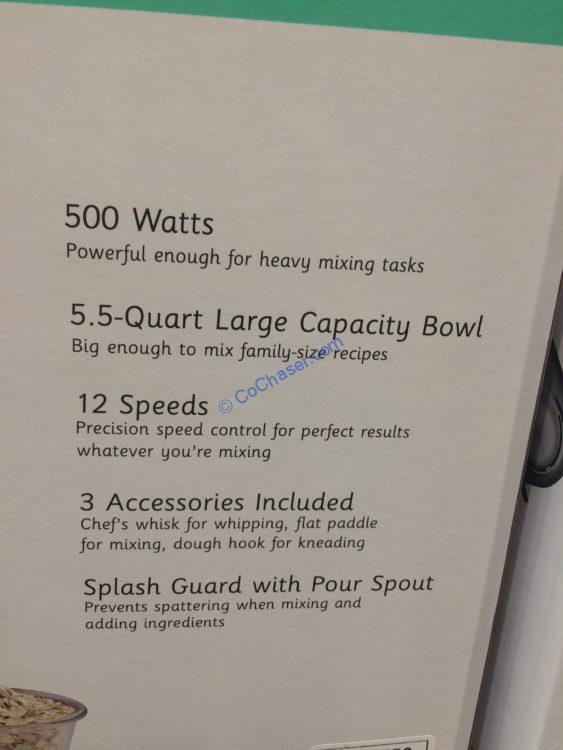 500 Watts
Powerful enough for heavy mixing tasks
5.5-Quart Large Capacity Bowl
Big enough to mix family-size recipes
© CoChaser.com
12 Speeds
Precision speed control for perfect results
whatever you're mixing
3 Accessories Included
Chef's whisk for whipping, flat paddle
for mixing, dough hook for kneading
Splash Guard with Pour Spout
Prevents spattering when mixing and
adding ingredients